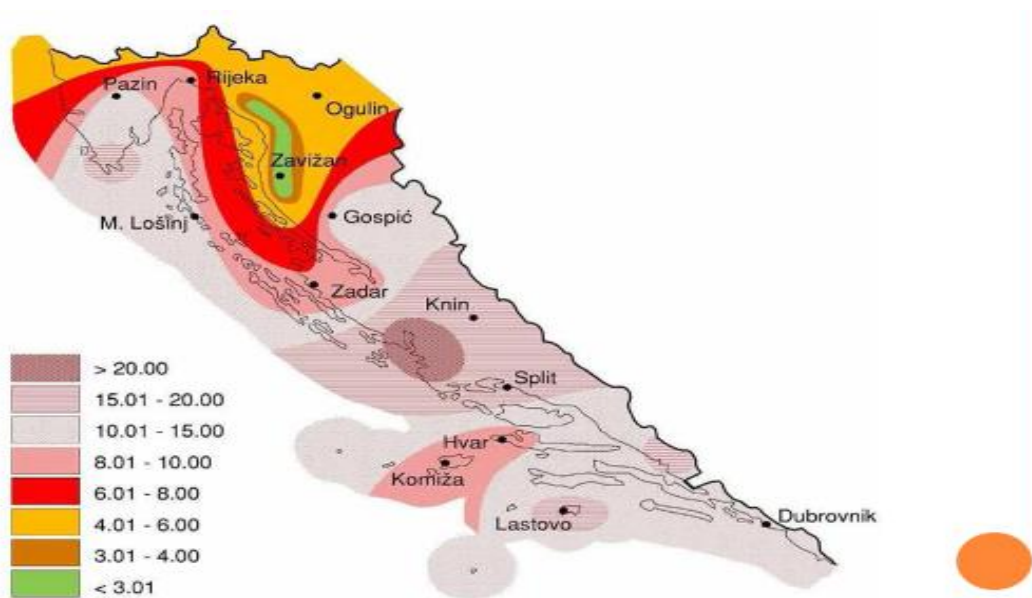 Pazin
Rijeka
Ogulin
Zavižan
M. Lošinj
Gospić
Zadar
Knin
Split
Hvar
Komiža
Lastovo
Dubrovnik
> 20.00
15.01 - 20.00
10.01 - 15.00
8.01 - 10.00
6.01 - 8.00
4.01 - 6.00
3.01 - 4.00
< 3.01